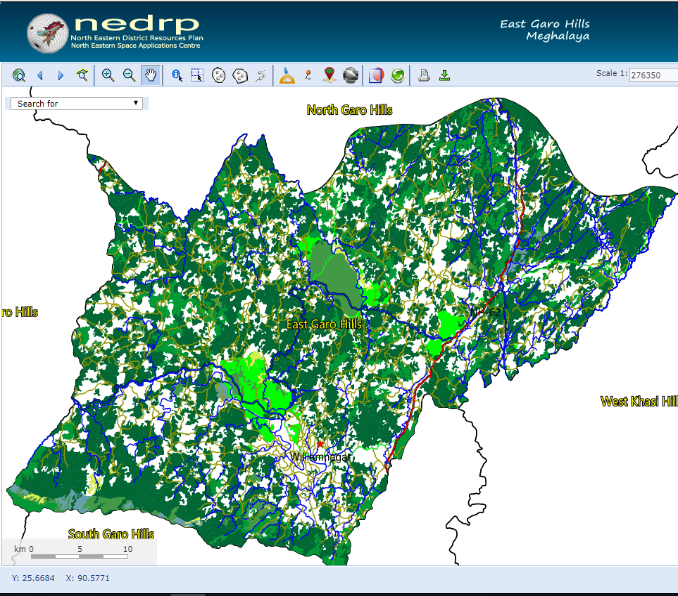 nedrp
North Eastern District Resources Plan
North Eastern Space Applications Centre
East Garo Hills
Meghalaya
Scale 1: 276350
Search for
North Garo Hills
ro Hills
East Garo Hills
West Khasi Hill
Williamnagar
South Garo Hills
km 0 5 10
Y: 25.6684 X: 90.5771